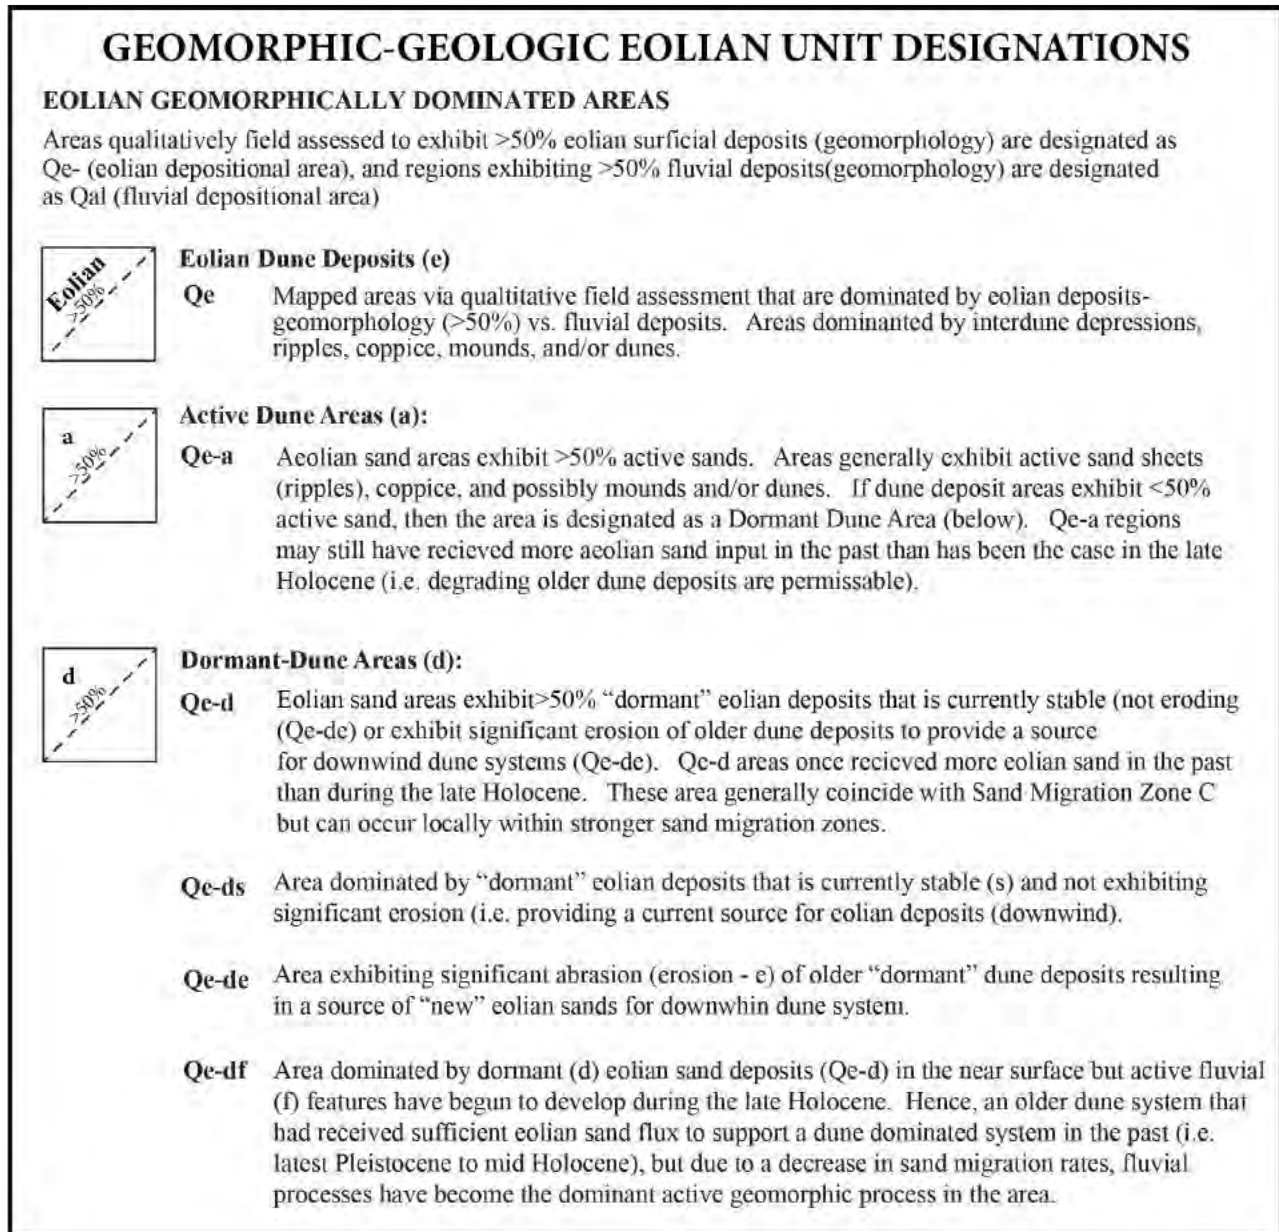 GEOMORPHIC-GEOLOGIC EOLIAN UNIT DESIGNATIONS
EOLIAN GEOMORPHICALLY DOMINATED AREAS
Areas qualitatively field assessed to exhibit >50% eolian surficial deposits (geomorphology) are designated as
Qe- (eolian depositional area), and regions exhibiting >50% fluvial deposits(geomorphology) are designated
as Qal (fluvial depositional area)
Eolian
>50%
Eolian Dune Deposits (e)
Qe Mapped areas via qualtitative field assessment that are dominated by eolian deposits-
geomorphology (>50%) vs. fluvial deposits. Areas dominanted by interdune depressions,
ripples, coppice, mounds, and/or dunes.
a
>50%
Active Dune Areas (a):
Qe-a Aeolian sand areas exhibit >50% active sands. Areas generally exhibit active sand sheets
(ripples), coppice, and possibly mounds and/or dunes. If dune deposit areas exhibit <50%
active sand, then the area is designated as a Dormant Dune Area (below). Qe-a regions
may still have recieved more aeolian sand input in the past than has been the case in the late
Holocene (i.e. degrading older dune deposits are permissable).
d
>50%
Dormant-Dune Areas (d):
Qe-d Eolian sand areas exhibit>50% “dormant” eolian deposits that is currently stable (not eroding
(Qe-de) or exhibit significant erosion of older dune deposits to provide a source
for downwind dune systems (Qe-de). Qe-d areas once recieved more eolian sand in the past
than during the late Holocene. These area generally coincide with Sand Migration Zone C
but can occur locally within stronger sand migration zones.
Qe-ds Area dominated by “dormant” eolian deposits that is currently stable (s) and not exhibiting
significant erosion (i.e. providing a current source for eolian deposits (downwind).
Qe-de Area exhibiting significant abrasion (erosion - e) of older “dormant” dune deposits resulting
in a source of “new” eolian sands for downwhin dune system.
Qe-df Area dominated by dormant (d) eolian sand deposits (Qe-d) in the near surface but active fluvial
(f) features have begun to develop during the late Holocene. Hence, an older dune system that
had received sufficient eolian sand flux to support a dune dominated system in the past (i.e.
latest Pleistocene to mid Holocene), but due to a decrease in sand migration rates, fluvial
processes have become the dominant active geomorphic process in the area.